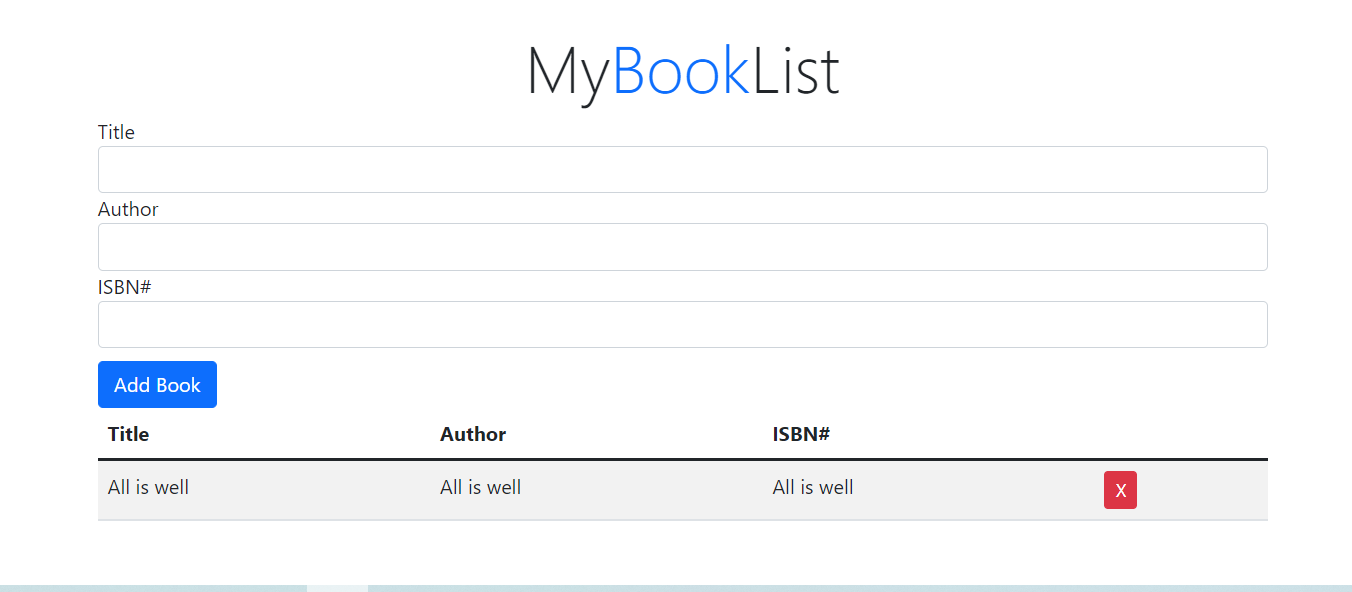 MyBookList
Title
Author
ISBN#
Add Book
Title Author ISBN#
All is well All is well All is well X